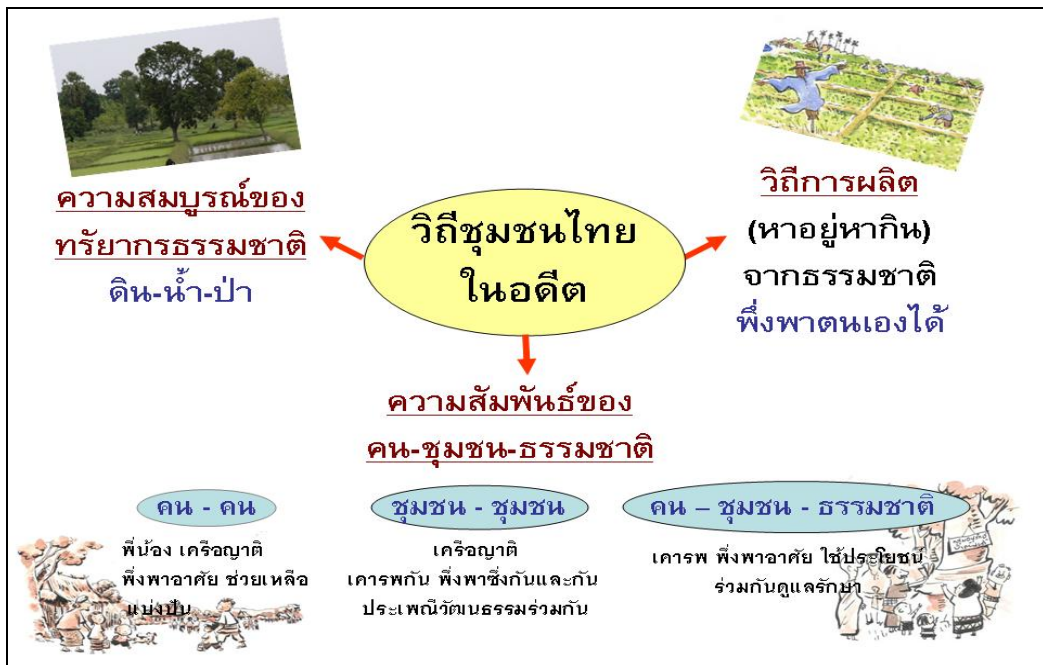 ความสมบูรณ์ของ
ทรัยากรธรรมชาติ
ดิน-น้ำ-ป่า
วิถีชุมชนไทย
ในอดีต
วิถีการผลิต
(หาอยู่หากิน)
จากธรรมชาติ
พึ่งพาตนเองได้
ความสัมพันธ์ของ
คน-ชุมชน-ธรรมชาติ
คน - คน
พี่น้อง เครือญาติ
พึ่งพาอาศัย ช่วยเหลือ
แบ่งปัน
ชุมชน - ชุมชน
เครือญาติ
เคารพกัน พึ่งพาซึ่งกันและกัน
ประเพณีวัฒนธรรมร่วมกัน
คน – ชุมชน - ธรรมชาติ
เคารพ พึ่งพาอาศัย ใช้ประโยชน์
ร่วมกันดูแลรักษา